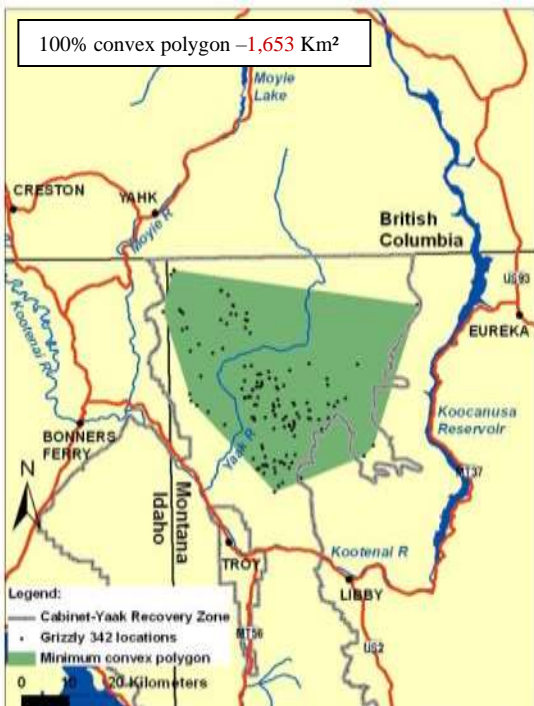 100% convex polygon –1,653 Km²
Moyie
Lake
CRESTON
YAHK
Moyie R
British
Columbia
US93
Kootenai R
EUREKA
Koocanusa
Reservoir
BONNERS
FERRY
Yaak R
MT37
N
Montana
Idaho
Kootenai R
TROY
LIBBY
Legend:
Cabinet-Yaak Recovery Zone
Grizzly 342 locations
Minimum convex polygon
MT56
US2
0 10 20 Kilometers